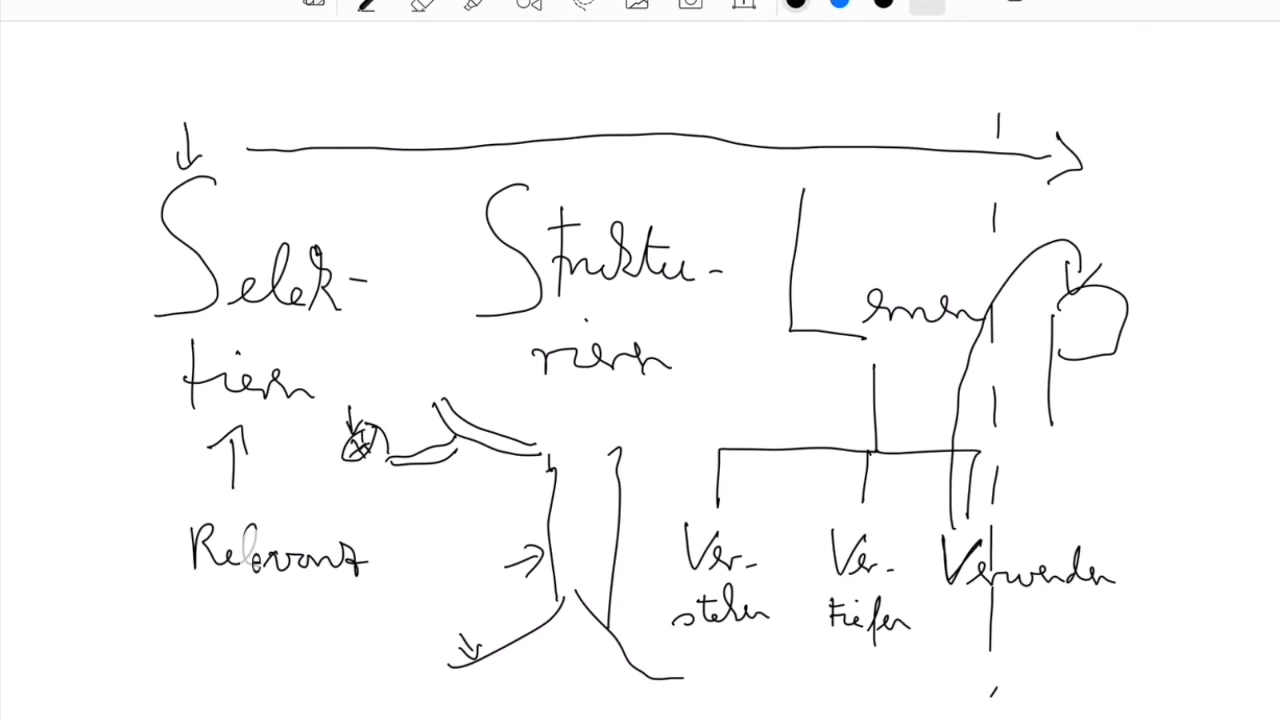 Selek-
tieren
Struktu-
rieren
Lernen
Relevanz
Ver-
stehen
Ver-
tiefen
Verwenden